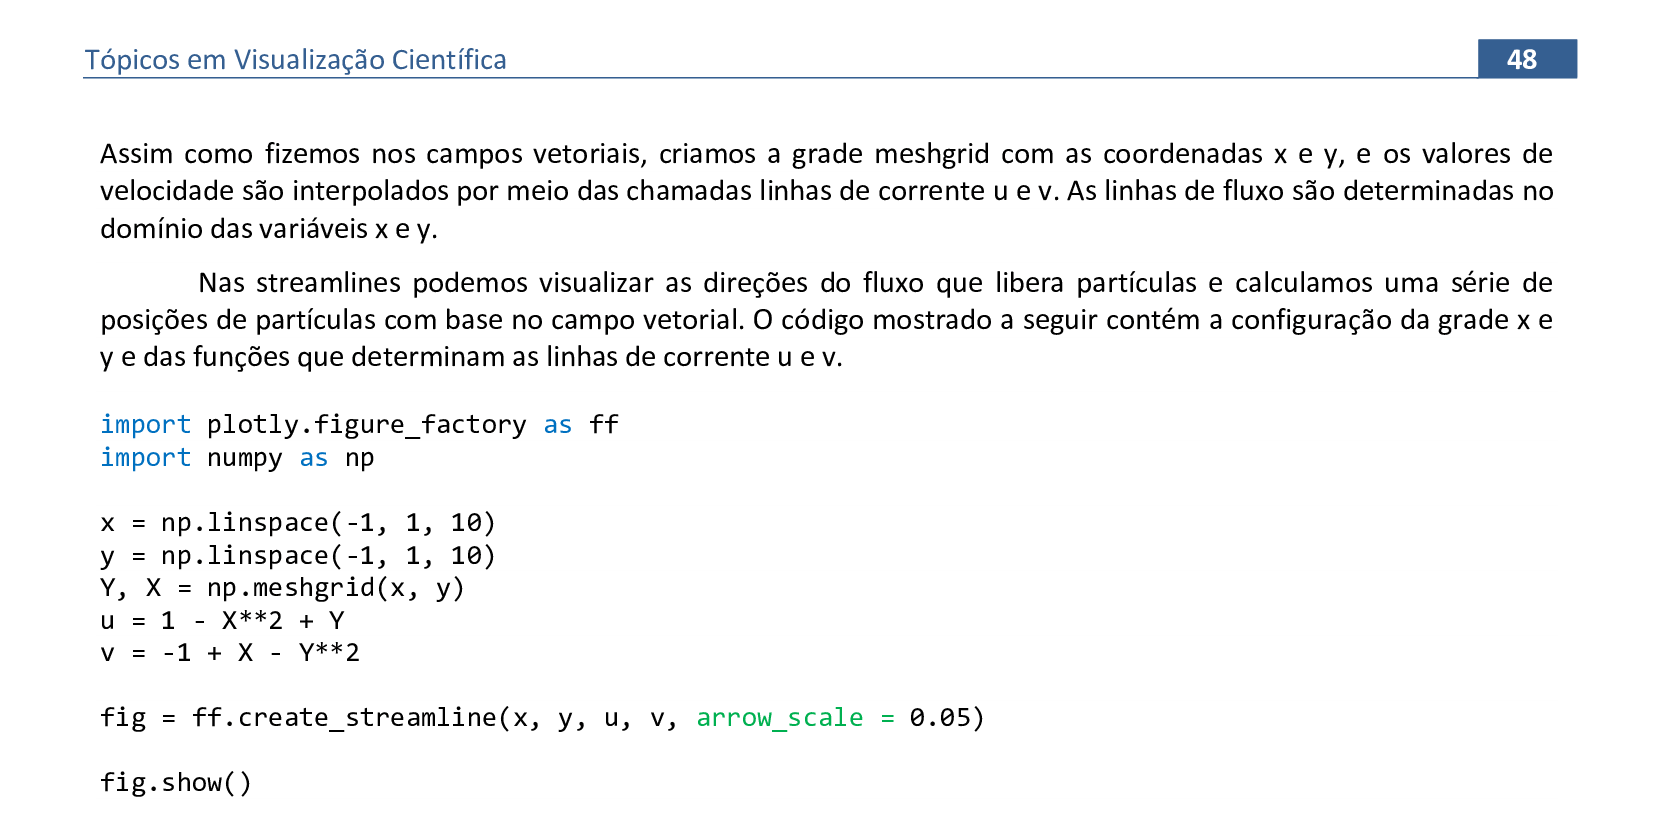 Tópicos em Visualização Científica
48
Assim como fizemos nos campos vetoriais, criamos a grade meshgrid com as coordenadas x e y, e os valores de
velocidade são interpolados por meio das chamadas linhas de corrente u e v. As linhas de fluxo são determinadas no
domínio das variáveis x e y.
Nas streamlines podemos visualizar as direções do fluxo que libera partículas e calculamos uma série de
posições de partículas com base no campo vetorial. O código mostrado a seguir contém a configuração da grade x e
y e das funções que determinam as linhas de corrente u e v.
import plotly.figure_factory as ff
import numpy as np
x = np.linspace(-1, 1, 10)
y = np.linspace(-1, 1, 10)
Y, X = np.meshgrid(x, y)
u = 1 - X**2 + Y
v = -1 + X - Y**2
fig = ff.create_streamline(x, y, u, v, arrow_scale = 0.05)
fig.show()